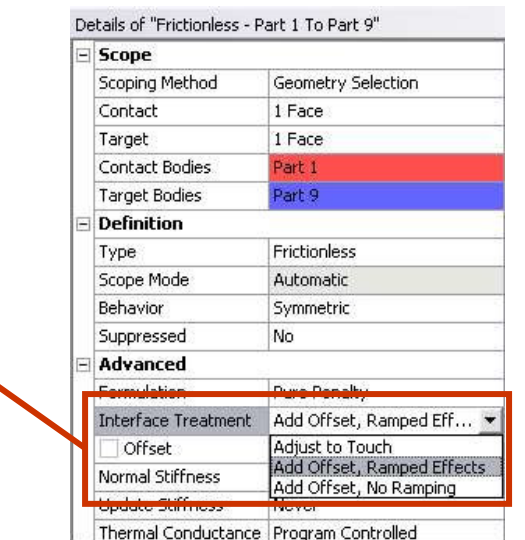 Details of "Frictionless - Part 1 To Part 9"
Scope
Scoping Method Geometry Selection
Contact 1 Face
Target 1 Face
Contact Bodies Part 1
Target Bodies Part 9
Definition
Type Frictionless
Scope Mode Automatic
Behavior Symmetric
Suppressed No
Advanced
Formulation Pure Penalty
Interface Treatment Add Offset, Ramped Eff...
Offset Adjust to Touch
Add Offset, Ramped Effects
Normal Stiffness Add Offset, No Ramping
Update Stiffness Never
Thermal Conductance Program Controlled